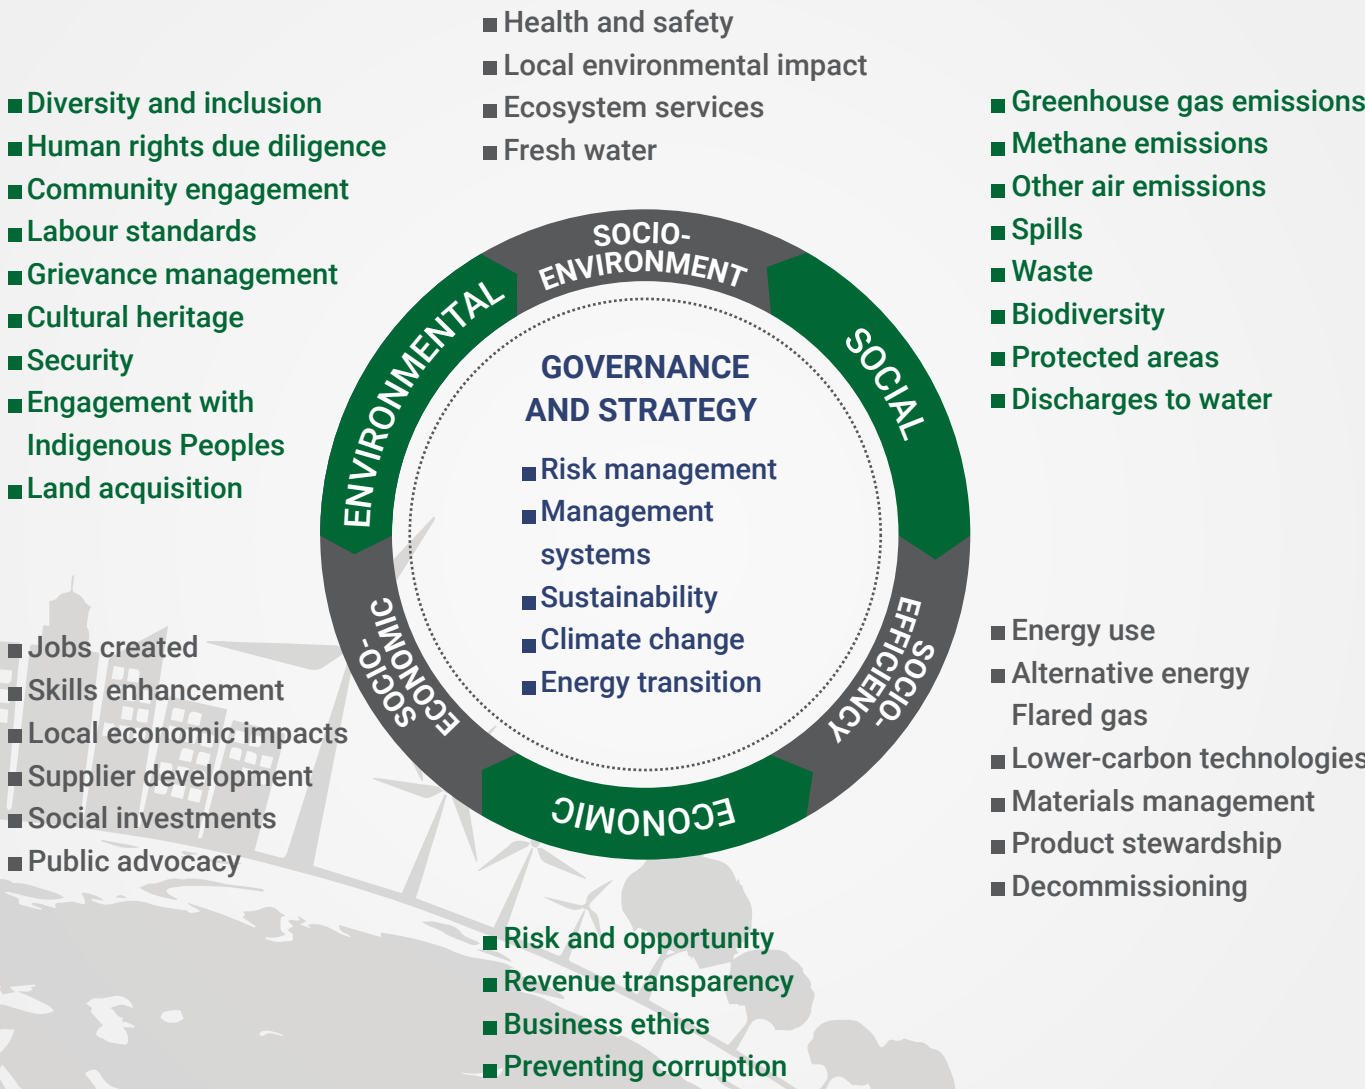 Health and safety
Local environmental impact
Ecosystem services
Fresh water
Diversity and inclusion
Human rights due diligence
Community engagement
Labour standards
Grievance management
Cultural heritage
Security
Engagement with
Indigenous Peoples
Land acquisition
Greenhouse gas emissions
Methane emissions
Other air emissions
Spills
Waste
Biodiversity
Protected areas
Discharges to water
SOCIO-
ENVIRONMENT
ENVIRONMENTAL
SOCIAL
GOVERNANCE
AND STRATEGY
Risk management
Management
systems
Sustainability
Climate change
Energy transition
SOCIO-
ECONOMIC
SOCIO-
EFFICIENCY
ECONOMIC
Jobs created
Skills enhancement
Local economic impacts
Supplier development
Social investments
Public advocacy
Energy use
Alternative energy
Flared gas
Lower-carbon technologies
Materials management
Product stewardship
Decommissioning
Risk and opportunity
Revenue transparency
Business ethics
Preventing corruption